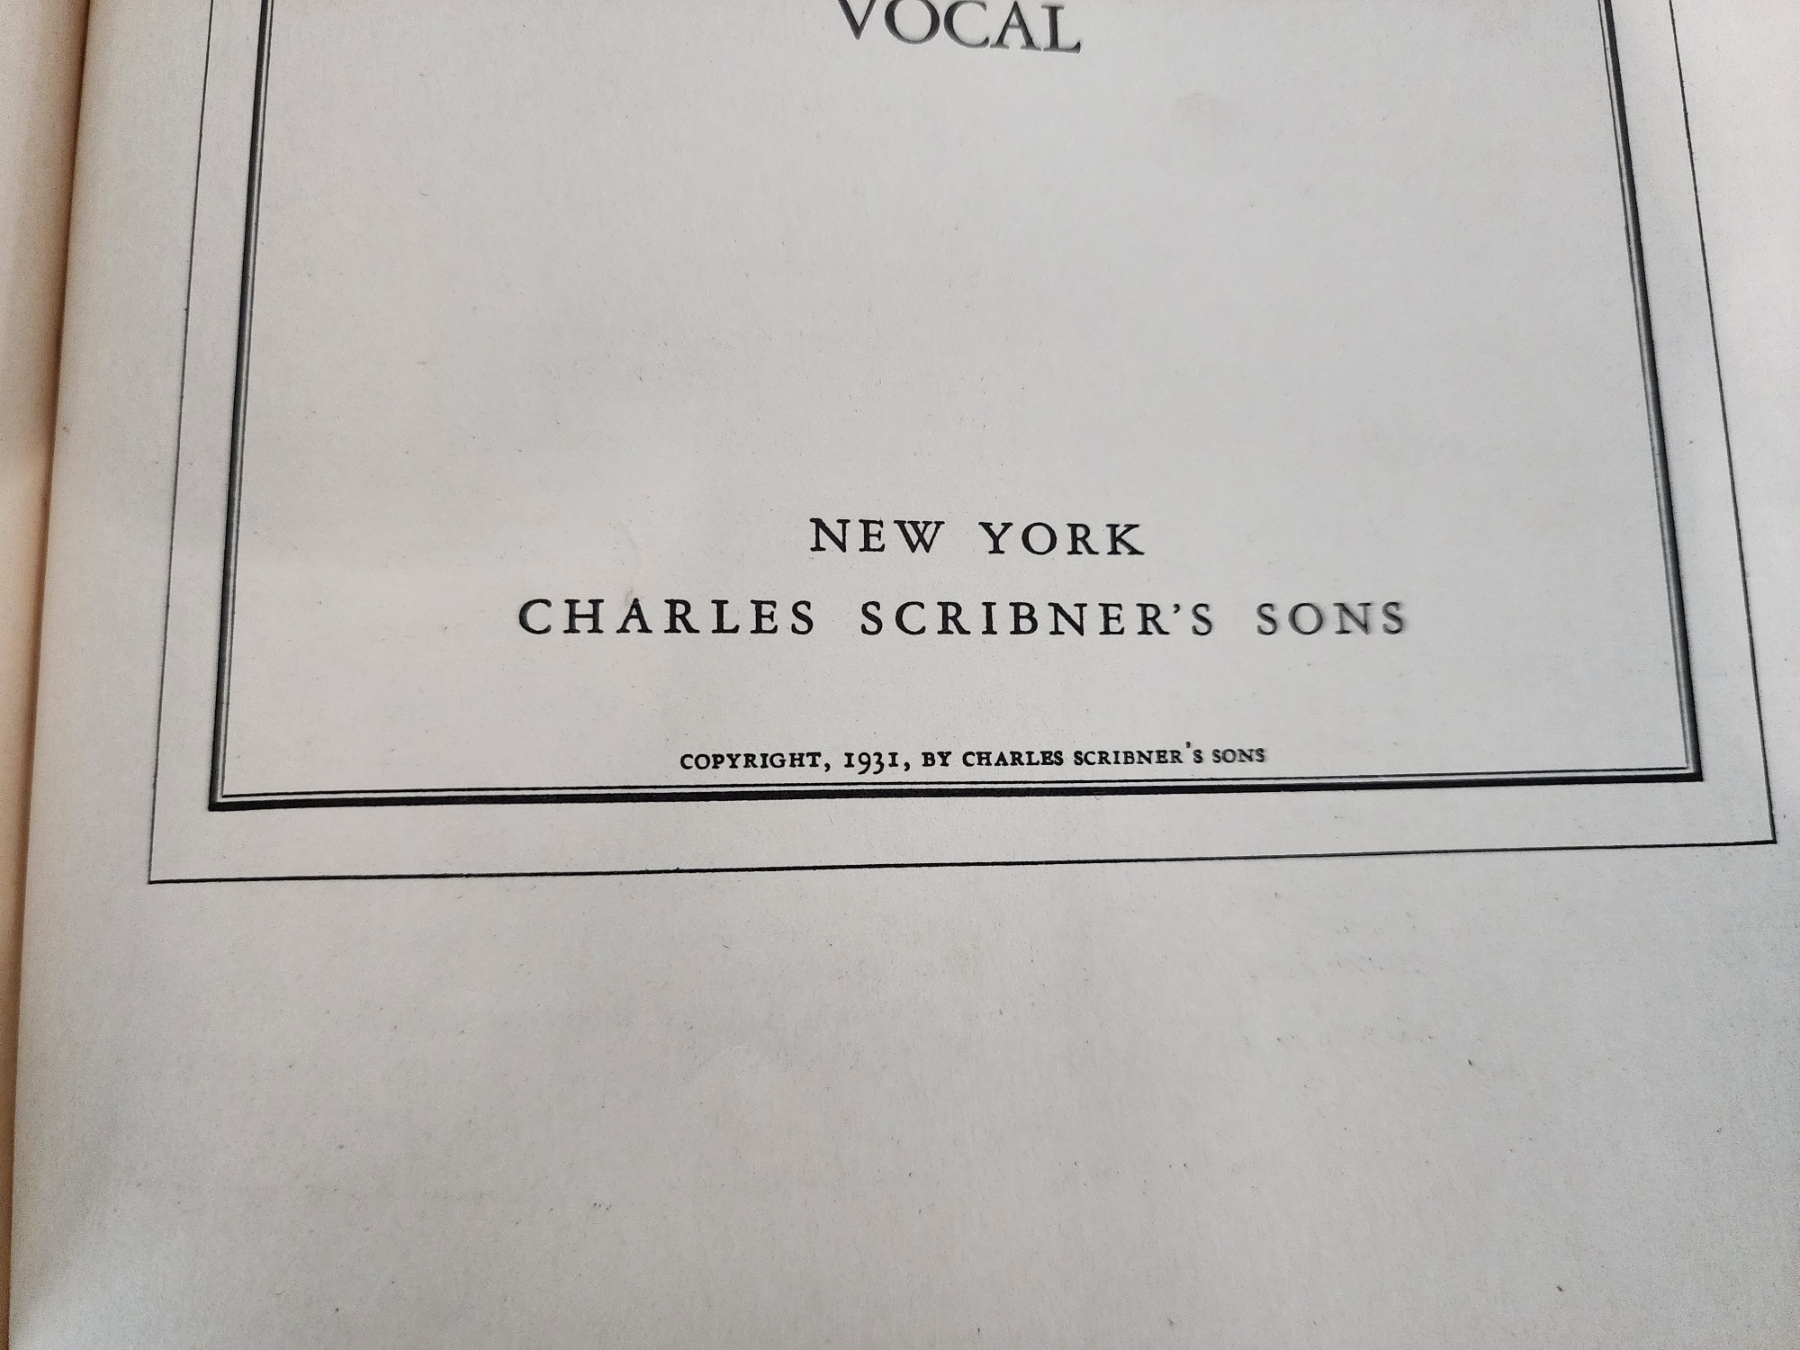 VOCAL
NEW YORK
CHARLES SCRIBNER'S SONS
COPYRIGHT, 1931, BY CHARLES SCRIBNER'S SONS